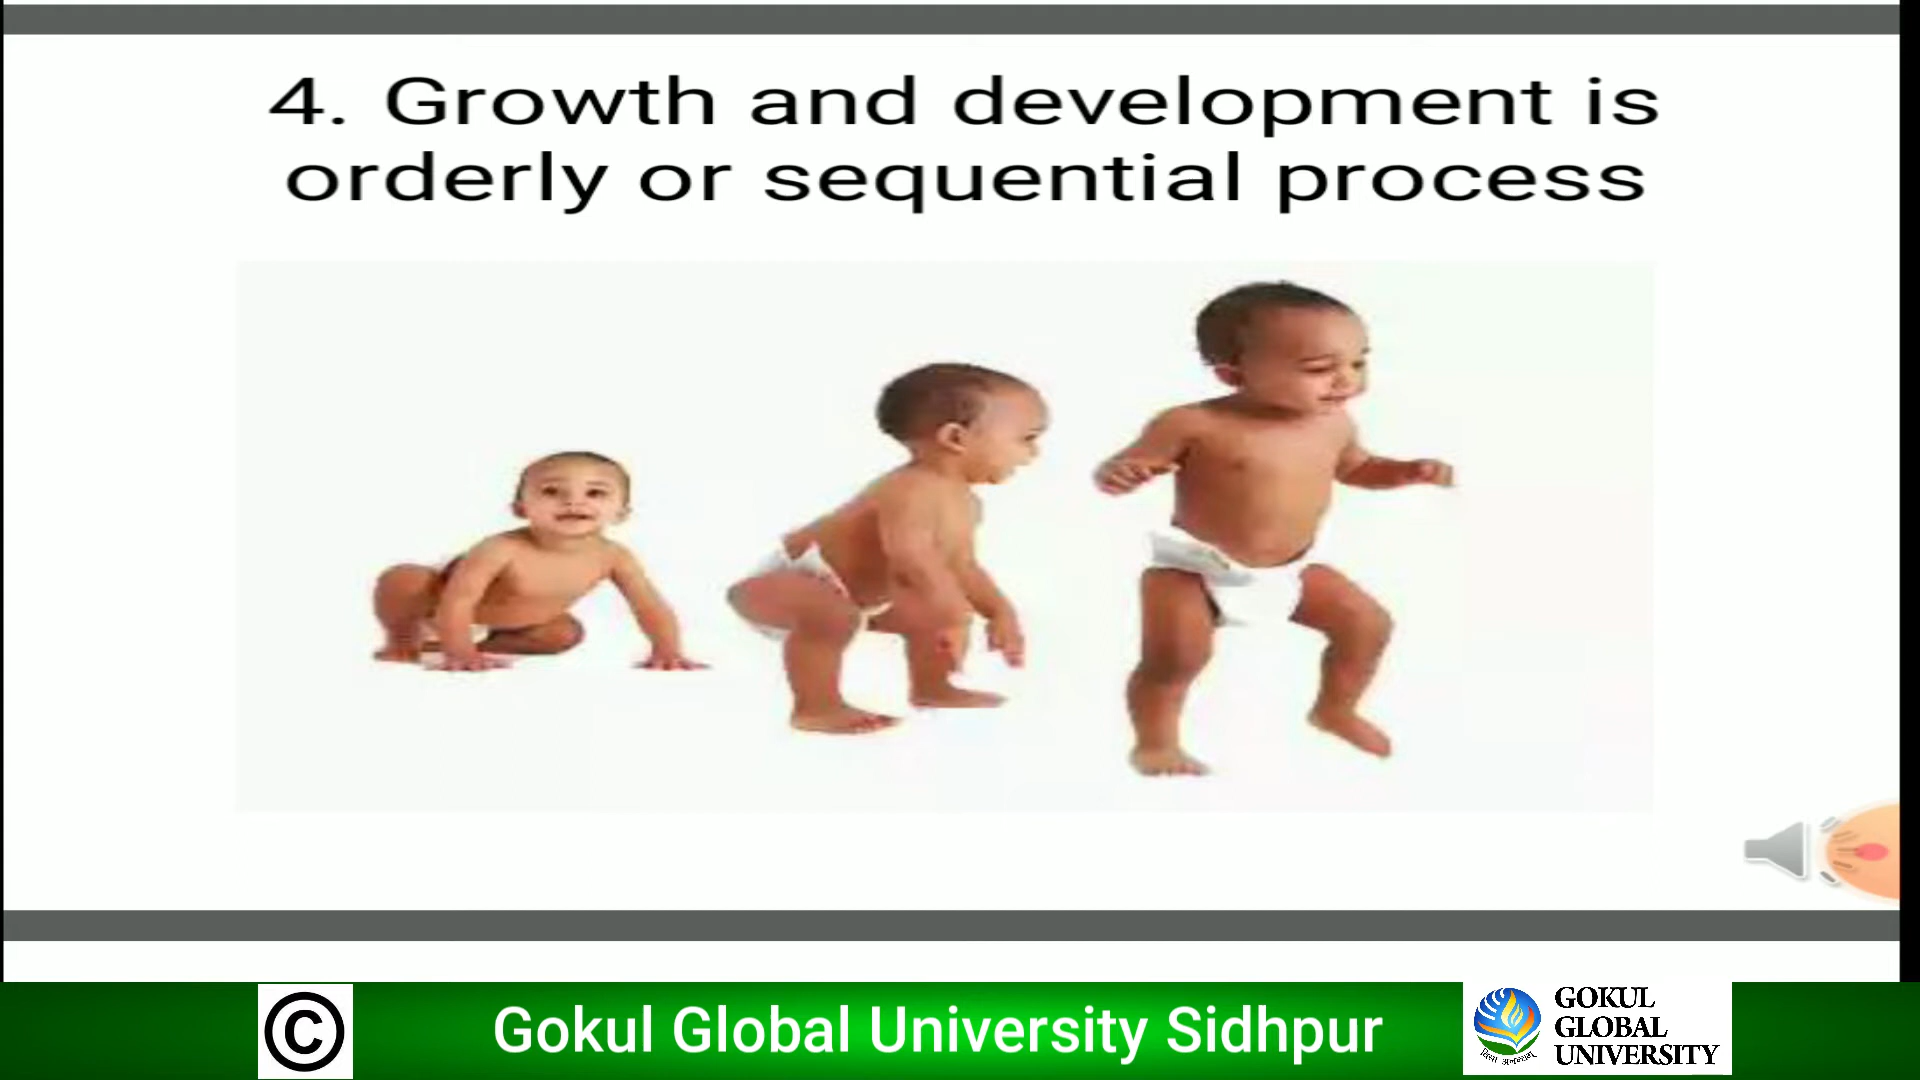 4. Growth and development is
orderly or sequential process
©
Gokul Global University Sidhpur
GOKUL
GLOBAL
UNIVERSITY